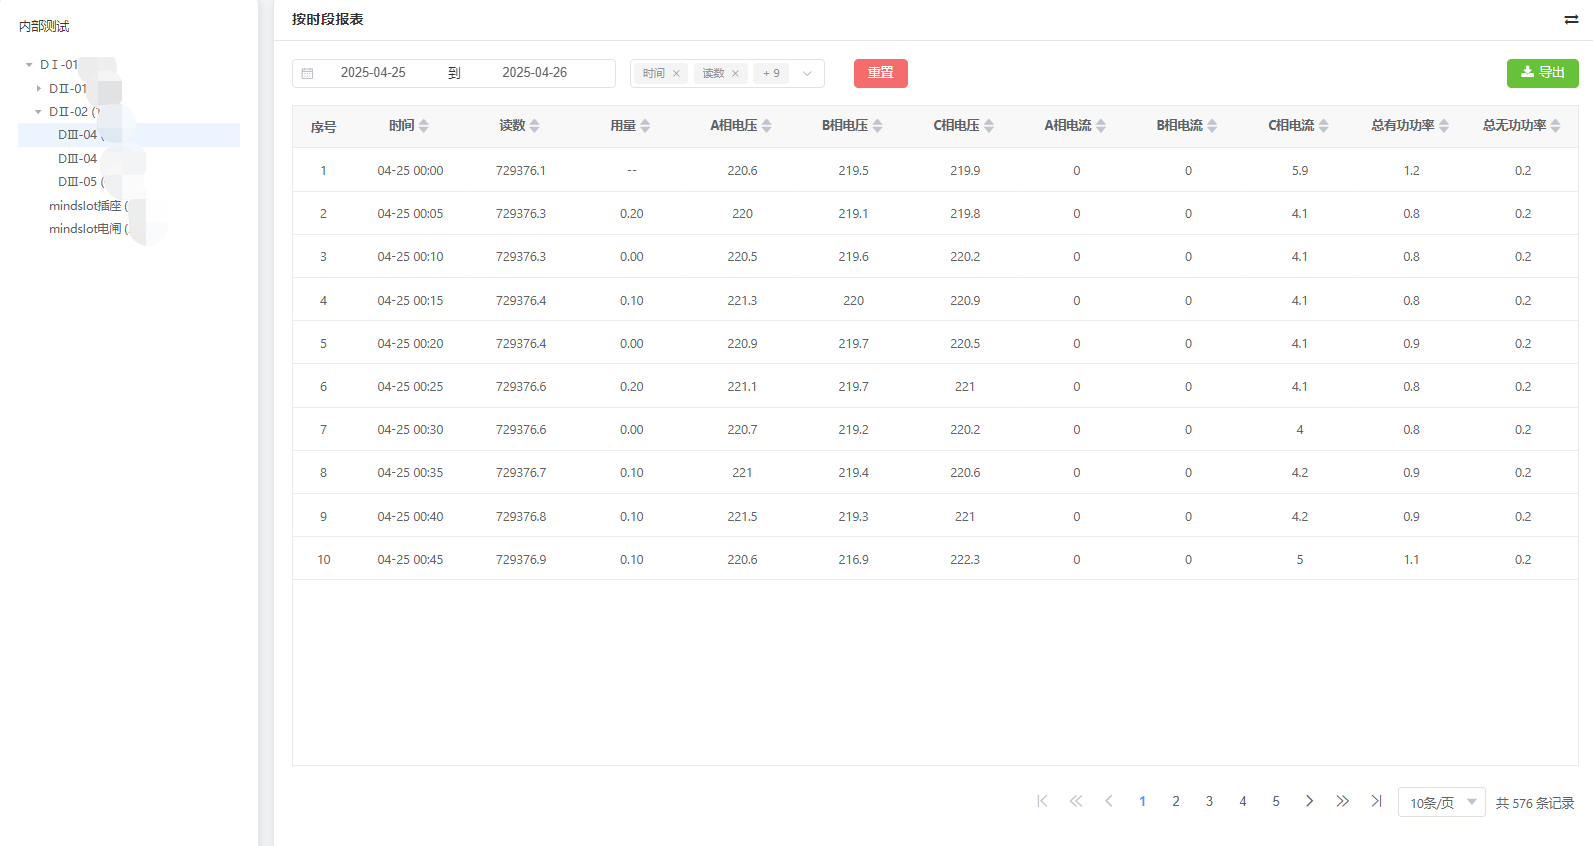 内部测试
DⅠ-01
DⅡ-01
DⅡ-02 (
DⅢ-04 (
DⅢ-04
DⅢ-05 (
mindslot插座 (
mindslot电闸 (
按时段报表
2025-04-25 到 2025-04-26 时间 读数 + 9 重置 导出
序号 时间 读数 用量 A相电压 B相电压 C相电压 A相电流 B相电流 C相电流 总有功功率 总无功功率
1 04-25 00:00 729376.1 -- 220.6 219.5 219.9 0 0 5.9 1.2 0.2
2 04-25 00:05 729376.3 0.20 220 219.1 219.8 0 0 4.1 0.8 0.2
3 04-25 00:10 729376.3 0.00 220.5 219.6 220.2 0 0 4.1 0.8 0.2
4 04-25 00:15 729376.4 0.10 221.3 220 220.9 0 0 4.1 0.8 0.2
5 04-25 00:20 729376.4 0.00 220.9 219.7 220.5 0 0 4.1 0.9 0.2
6 04-25 00:25 729376.6 0.20 221.1 219.7 221 0 0 4.1 0.8 0.2
7 04-25 00:30 729376.6 0.00 220.7 219.2 220.2 0 0 4 0.8 0.2
8 04-25 00:35 729376.7 0.10 221 219.4 220.6 0 0 4.2 0.9 0.2
9 04-25 00:40 729376.8 0.10 221.5 219.3 221 0 0 4.2 0.9 0.2
10 04-25 00:45 729376.9 0.10 220.6 216.9 222.3 0 0 5 1.1 0.2
1 2 3 4 5 10条/页 共 576 条记录